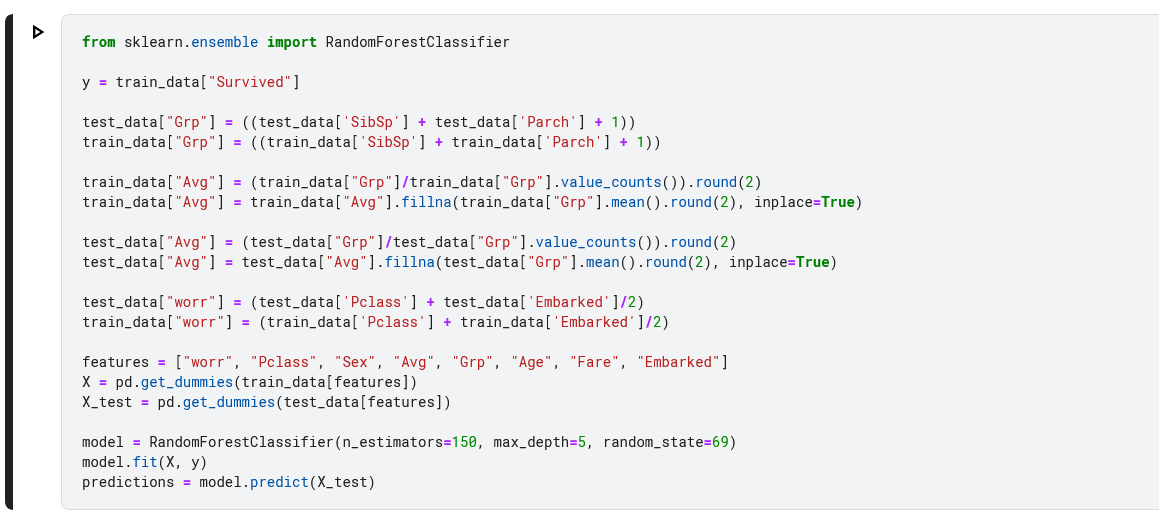 from sklearn.ensemble import RandomForestClassifier
y = train_data["Survived"]
test_data["Grp"] = ((test_data['SibSp'] + test_data['Parch'] + 1))
train_data["Grp"] = ((train_data['SibSp'] + train_data['Parch'] + 1))
train_data["Avg"] = (train_data["Grp"]/train_data["Grp"].value_counts()).round(2)
train_data["Avg"] = train_data["Avg"].fillna(train_data["Grp"].mean().round(2), inplace=True)
test_data["Avg"] = (test_data["Grp"]/test_data["Grp"].value_counts()).round(2)
test_data["Avg"] = test_data["Avg"].fillna(test_data["Grp"].mean().round(2), inplace=True)
test_data["worr"] = (test_data['Pclass'] + test_data['Embarked']/2)
train_data["worr"] = (train_data['Pclass'] + train_data['Embarked']/2)
features = ["worr", "Pclass", "Sex", "Avg", "Grp", "Age", "Fare", "Embarked"]
X = pd.get_dummies(train_data[features])
X_test = pd.get_dummies(test_data[features])
model = RandomForestClassifier(n_estimators=150, max_depth=5, random_state=69)
model.fit(X, y)
predictions = model.predict(X_test)